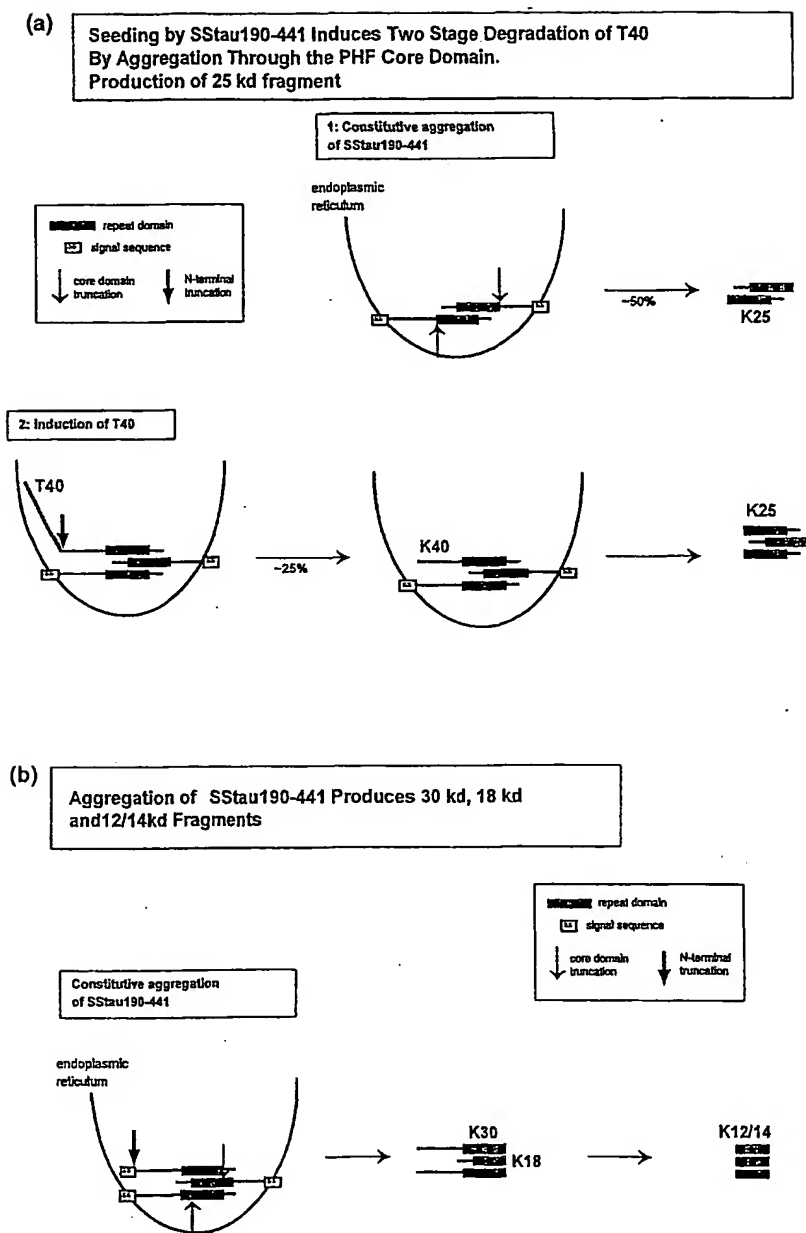 (a)
Seeding by SStau190-441 Induces Two Stage Degradation of T40
By Aggregation Through the PHF Core Domain.
Production of 25 kd fragment
1: Constitutive aggregation
of SStau190-441
endoplasmic
reticulum
repeat domain
signal sequence
core domain
truncation
N-terminal
truncation
~50%
K25
2: Induction of T40
T40
~25%
K40
K25
(b)
Aggregation of SStau190-441 Produces 30 kd, 18 kd
and12/14kd Fragments
repeat domain
signal sequence
core domain
truncation
N-terminal
truncation
Constitutive aggregation
of SStau190-441
endoplasmic
reticulum
K30
K18
K12/14